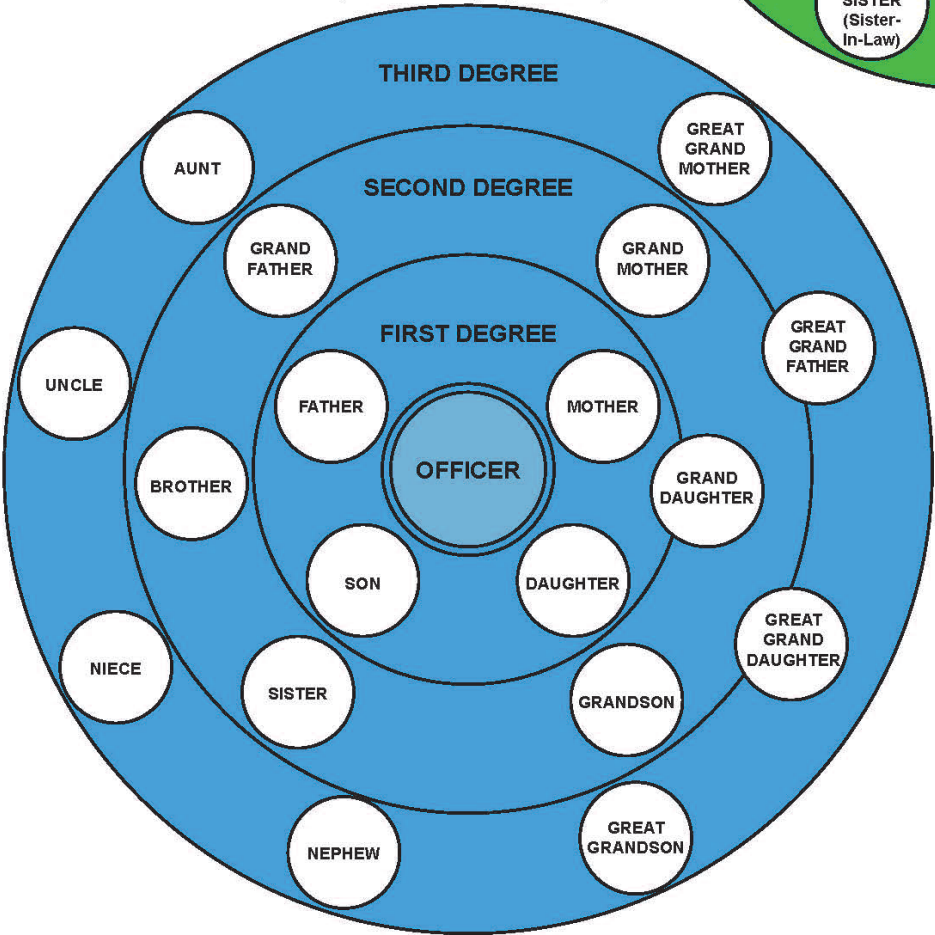 SISTER
(Sister-
In-Law)
THIRD DEGREE
GREAT
GRAND
MOTHER
AUNT
SECOND DEGREE
GRAND
FATHER
GRAND
MOTHER
FIRST DEGREE
GREAT
GRAND
FATHER
UNCLE
FATHER
MOTHER
OFFICER
BROTHER
GRAND
DAUGHTER
SON
DAUGHTER
GREAT
GRAND
DAUGHTER
NIECE
SISTER
GRANDSON
NEPHEW
GREAT
GRANDSON